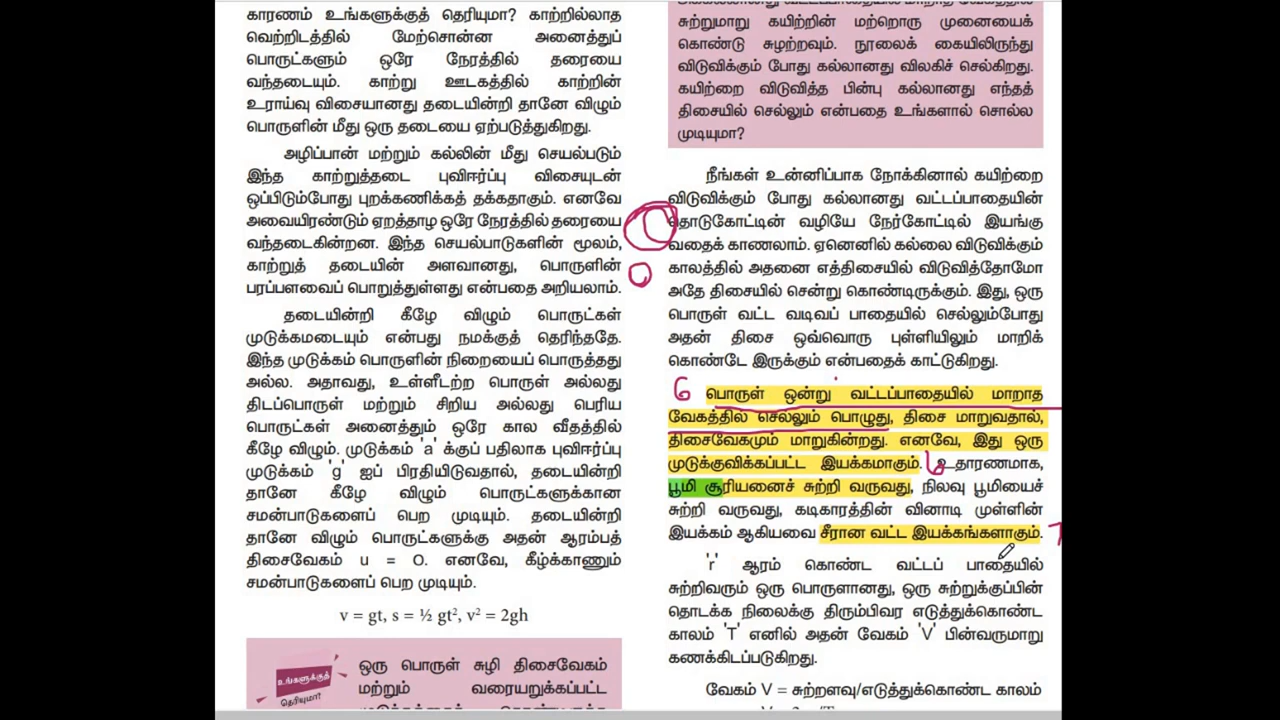 காரணம் உங்களுக்குத் தெரியுமா? காற்றில்லாத
வெற்றிடத்தில் மேற்சொன்ன அனைத்துப்
பொருட்களும் ஒரே நேரத்தில் தரையை
வந்தடையும். காற்று ஊடகத்தில் காற்றின்
உராய்வு விசையானது தடையின்றி தானே விழும்
பொருளின் மீது ஒரு தடையை ஏற்படுத்துகிறது.
அழிப்பான் மற்றும் கல்லின் மீது செயல்படும்
இந்த காற்றுத்தடை புவிஈர்ப்பு விசையுடன்
ஒப்பிடும்போது புறக்கணிக்கத் தக்கதாகும். எனவே
அவையிரண்டும் ஏறத்தாழ ஒரே நேரத்தில் தரையை
வந்தடைகின்றன. இந்த செயல்பாடுகளின் மூலம்,
காற்றுத் தடையின் அளவானது, பொருளின்
பரப்பளவைப் பொறுத்துள்ளது என்பதை அறியலாம்.
தடையின்றி கீழே விழும் பொருட்கள்
முடுக்கமடையும் என்பது நமக்குத் தெரிந்ததே.
இந்த முடுக்கம் பொருளின் நிறையைப் பொருத்தது
அல்ல. அதாவது, உள்ளீடற்ற பொருள் அல்லது
திடப்பொருள் மற்றும் சிறிய அல்லது பெரிய
பொருட்கள் அனைத்தும் ஒரே கால வீதத்தில்
கீழே விழும். முடுக்கம் 'a' க்குப் பதிலாக புவிஈர்ப்பு
முடுக்கம் 'g' ஐப் பிரதியிடுவதால், தடையின்றி
தானே கீழே விழும் பொருட்களுக்கான
சமன்பாடுகளைப் பெற முடியும். தடையின்றி
தானே விழும் பொருட்களுக்கு அதன் ஆரம்பத்
திசைவேகம் u = 0. எனவே, கீழ்க்காணும்
சமன்பாடுகளைப் பெற முடியும்.
v = gt, s = ½ gt², v² = 2gh
உங்களுக்குத்
தெரியுமா?
ஒரு பொருள் சுழி திசைவேகம்
மற்றும் வரையறுக்கப்பட்ட
சுற்றுமாறு கயிற்றின் மற்றொரு முனையைக்
கொண்டு சுழற்றவும். நூலைக் கையிலிருந்து
விடுவிக்கும் போது கல்லானது விலகிச் செல்கிறது.
கயிற்றை விடுவித்த பின்பு கல்லானது எந்தத்
திசையில் செல்லும் என்பதை உங்களால் சொல்ல
முடியுமா?
நீங்கள் உன்னிப்பாக நோக்கினால் கயிற்றை
விடுவிக்கும் போது கல்லானது வட்டப்பாதையின்
தொடுகோட்டின் வழியே நேர்கோட்டில் இயங்கு
வதைக் காணலாம். ஏனெனில் கல்லை விடுவிக்கும்
காலத்தில் அதனை எத்திசையில் விடுவித்தோமோ
அதே திசையில் சென்று கொண்டிருக்கும். இது, ஒரு
பொருள் வட்ட வடிவப் பாதையில் செல்லும்போது
அதன் திசை ஒவ்வொரு புள்ளியிலும் மாறிக்
கொண்டே இருக்கும் என்பதைக் காட்டுகிறது.
பொருள் ஒன்று வட்டப்பாதையில் மாறாத
வேகத்தில் செல்லும் பொழுது, திசை மாறுவதால்,
திசைவேகமும் மாறுகின்றது. எனவே, இது ஒரு
முடுக்குவிக்கப்பட்ட இயக்கமாகும். உதாரணமாக,
பூமி சூரியனைச் சுற்றி வருவது, நிலவு பூமியைச்
சுற்றி வருவது, கடிகாரத்தின் வினாடி முள்ளின்
இயக்கம் ஆகியவை சீரான வட்ட இயக்கங்களாகும்.
'r' ஆரம் கொண்ட வட்டப் பாதையில்
சுற்றிவரும் ஒரு பொருளானது, ஒரு சுற்றுக்குப்பின்
தொடக்க நிலைக்கு திரும்பிவர எடுத்துக்கொண்ட
காலம் 'T' எனில் அதன் வேகம் 'V' பின்வருமாறு
கணக்கிடப்படுகிறது.
வேகம் V = சுற்றளவு/எடுத்துக்கொண்ட காலம்